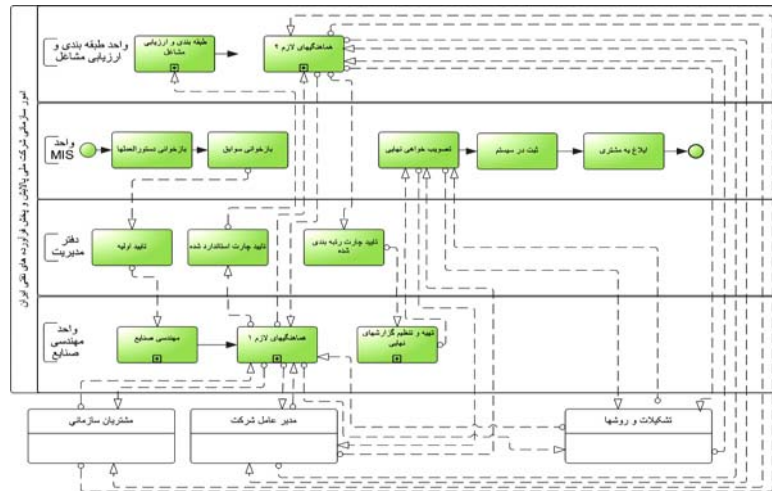 امور سازمانی شرکت ملی پالایش و پخش فرآورده های نفتی ایران
واحد طبقه بندی و
ارزیابی مشاغل
طبقه بندی و ارزیابی
مشاغل
هماهنگیهای لازم ۲
واحد
MIS
بازخوانی دستورالعملها
بازخوانی سوابق
تصویب خواهی نهایی
ثبت در سیستم
ابلاغ به مشتری
دفتر
مدیریت
تایید اولیه
تایید چارت استاندارد شده
تایید چارت رتبه بندی
شده
واحد
مهندسی
صنایع
مهندسی صنایع
هماهنگیهای لازم ۱
تهیه و تنظیم گزارشهای
نهایی
مشتریان سازمانی
مدیر عامل شرکت
تشکیلات و روشها